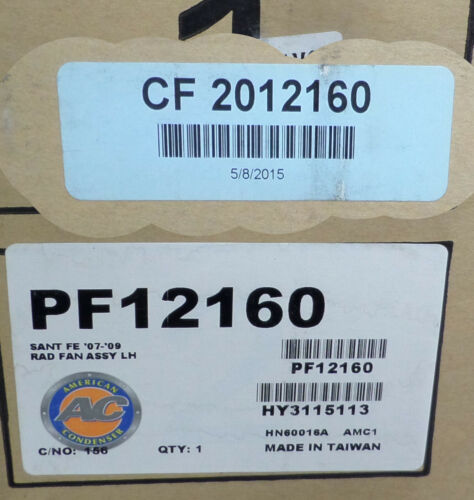 CF 2012160
5/8/2015
PF12160
SANT FE '07-'09
RAD FAN ASSY LH
PF12160
HY3115113
AMERICAN
AC
CONDENSER
HN60016A AMC1
C/NO: 156 QTY: 1 MADE IN TAIWAN